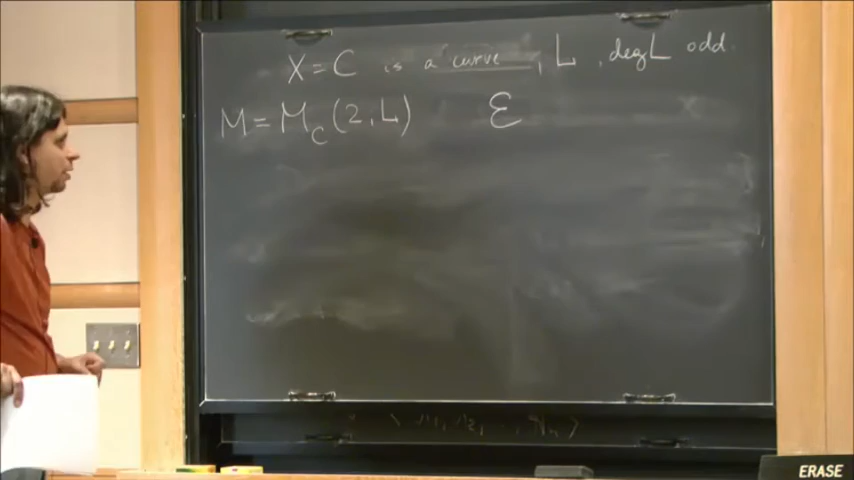 X = C is a "curve", L, deg L odd.
M = M_C(2, L) ℰ
ERASE